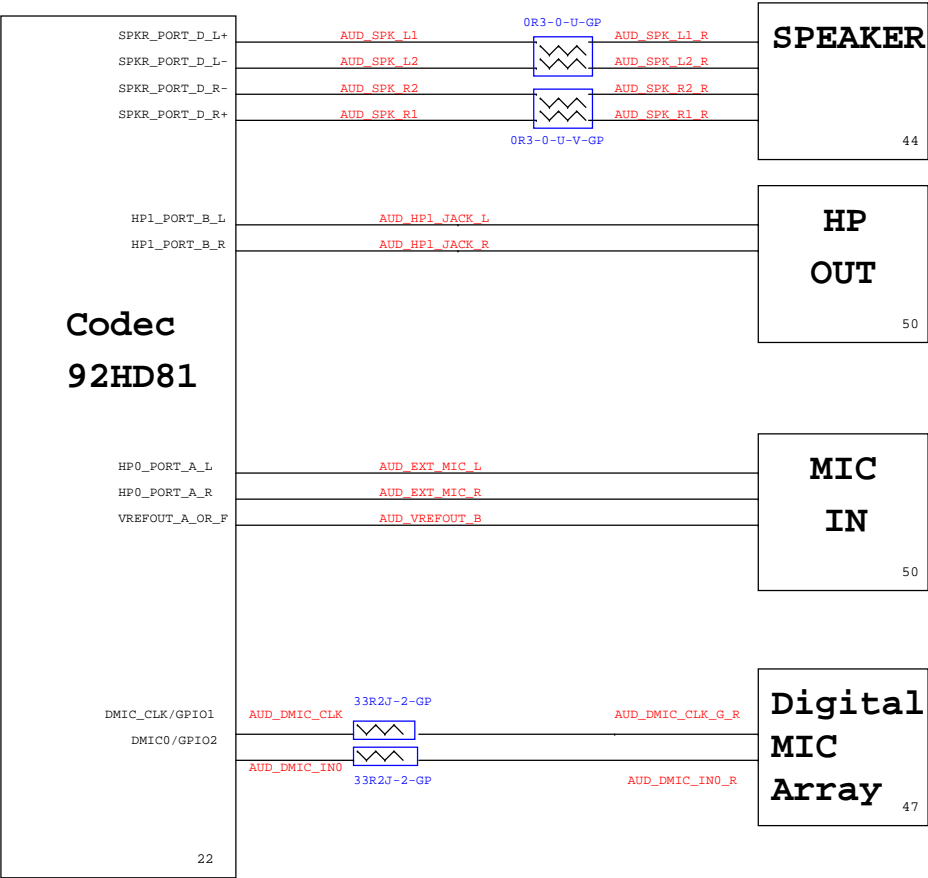 0R3-0-U-GP
SPKR_PORT_D_L+ AUD_SPK_L1 AUD_SPK_L1_R
SPKR_PORT_D_L- AUD_SPK_L2 AUD_SPK_L2_R
SPKR_PORT_D_R- AUD_SPK_R2 AUD_SPK_R2_R
SPKR_PORT_D_R+ AUD_SPK_R1 AUD_SPK_R1_R
0R3-0-U-V-GP
SPEAKER
44
HP1_PORT_B_L AUD_HP1_JACK_L
HP1_PORT_B_R AUD_HP1_JACK_R
HP
OUT
50
Codec
92HD81
HP0_PORT_A_L AUD_EXT_MIC_L
HP0_PORT_A_R AUD_EXT_MIC_R
VREFOUT_A_OR_F AUD_VREFOUT_B
MIC
IN
50
33R2J-2-GP
DMIC_CLK/GPIO1 AUD_DMIC_CLK AUD_DMIC_CLK_G_R
DMIC0/GPIO2
AUD_DMIC_IN0 AUD_DMIC_IN0_R
33R2J-2-GP
Digital
MIC
Array
47
22